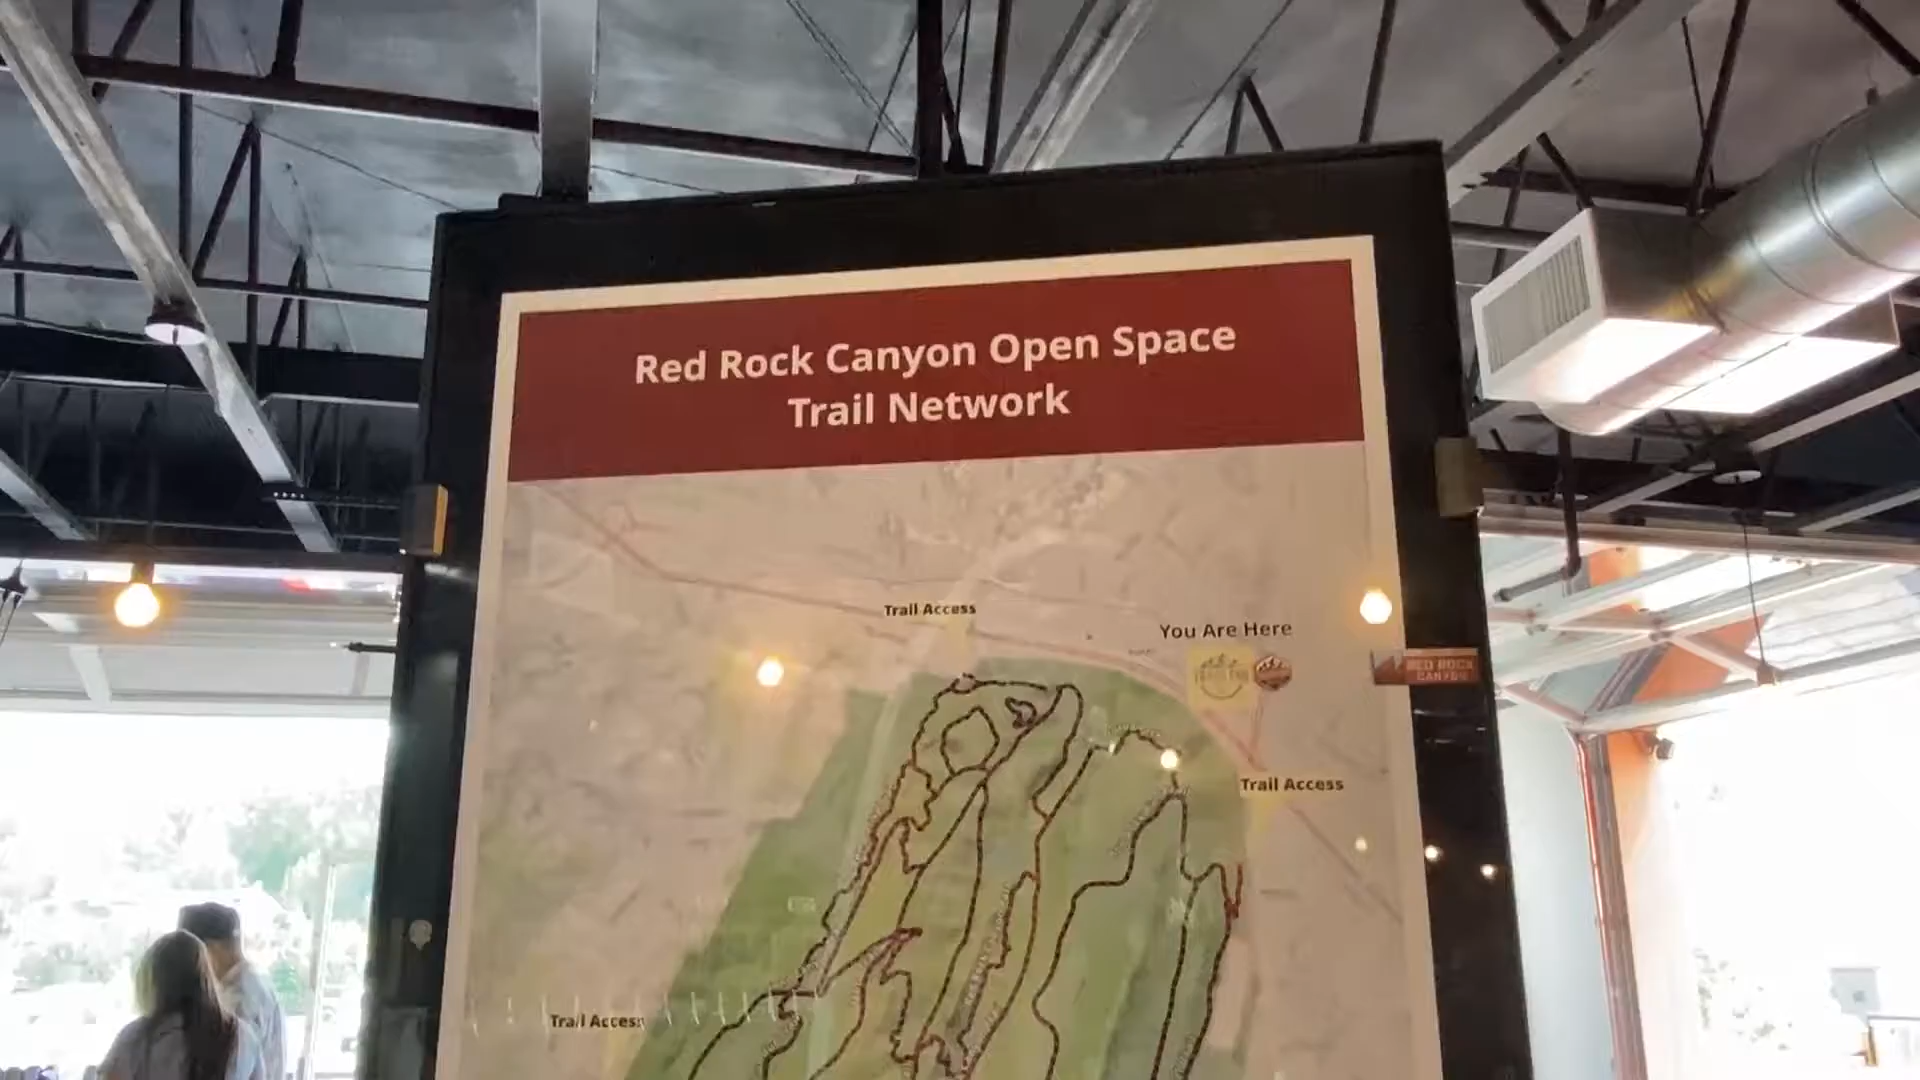 Red Rock Canyon Open Space
Trail Network
Trail Access
You Are Here
RED ROCK
CANYON
Trail Access
Trail Access